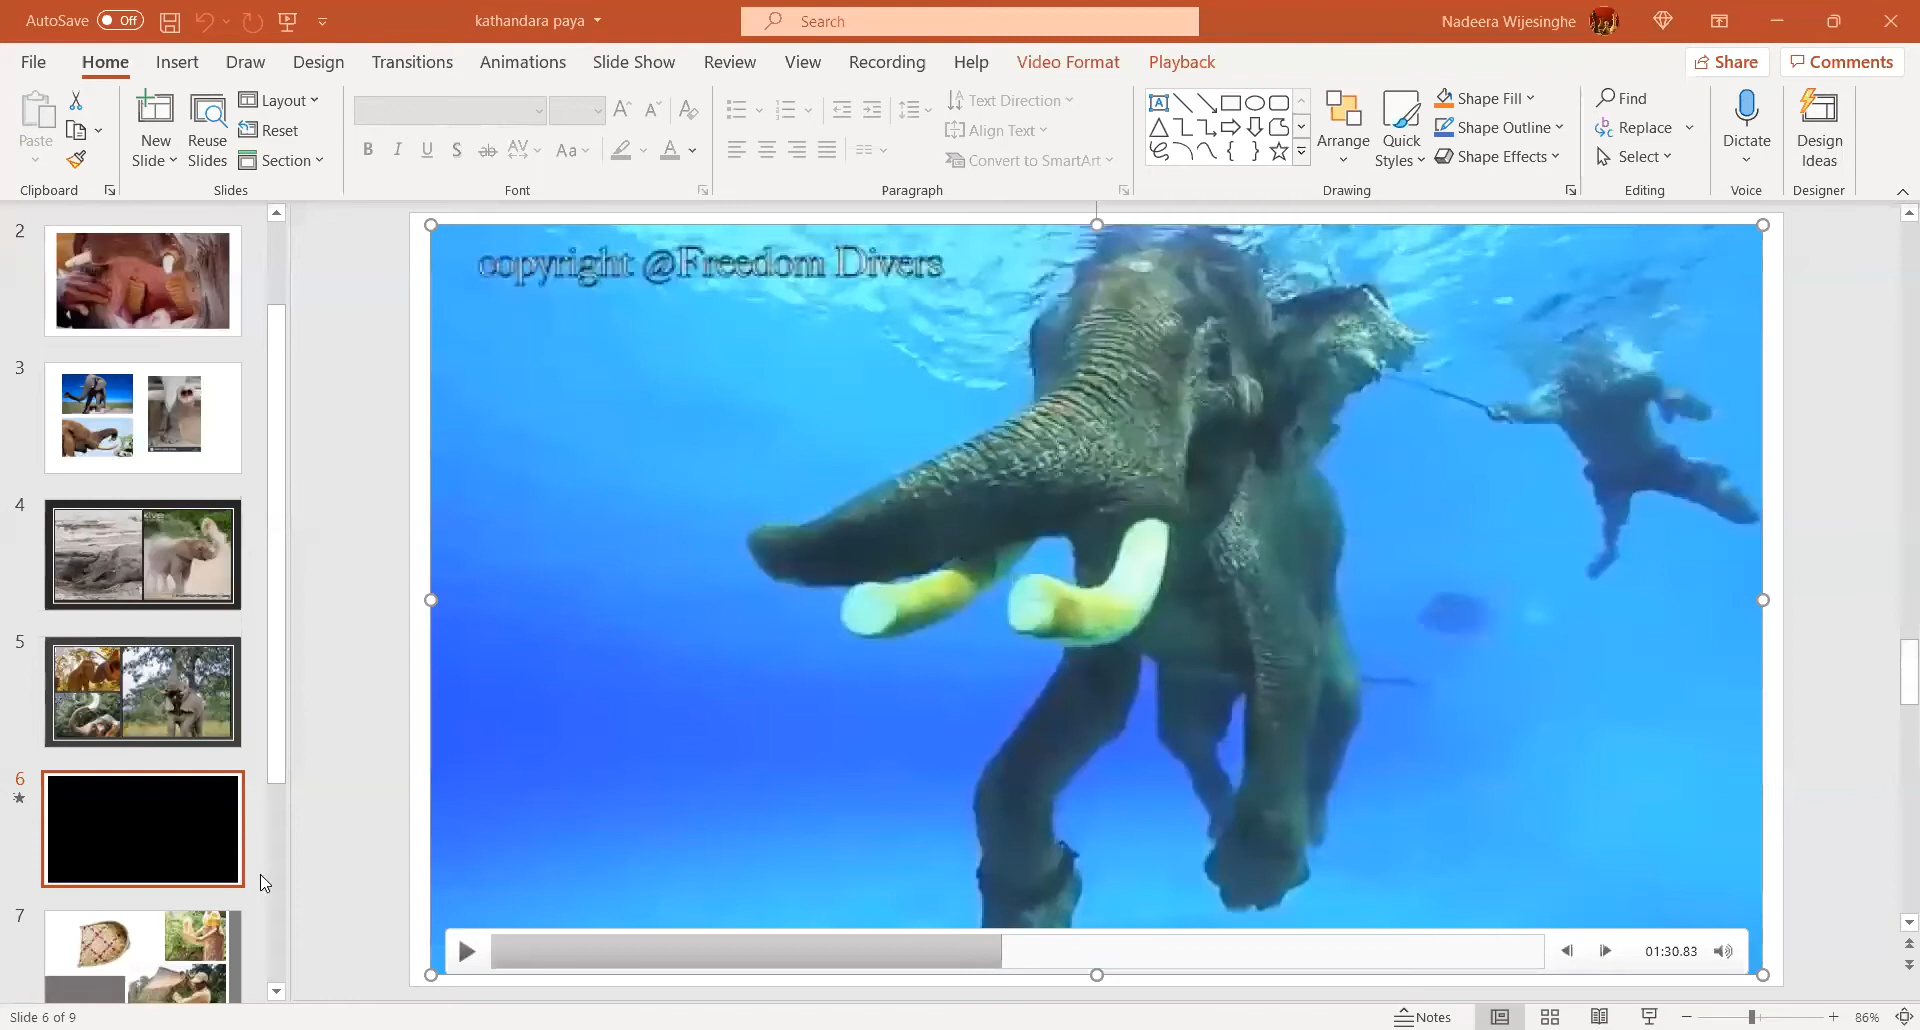 AutoSave Off
kathandara paya
Search
Nadeera Wijesinghe
File Home Insert Draw Design Transitions Animations Slide Show Review View Recording Help Video Format Playback
Share Comments
Paste
New Slide
Reuse Slides
Layout
Reset
Section
B I U S ab AV Aa A
Text Direction
Align Text
Convert to SmartArt
Arrange
Quick Styles
Shape Fill
Shape Outline
Shape Effects
Find
Replace
Select
Dictate
Design Ideas
Clipboard Slides Font Paragraph Drawing Editing Voice Designer
2
3
4
5
6
7
copyright @Freedom Divers
01:30.83
Slide 6 of 9
Notes
86%